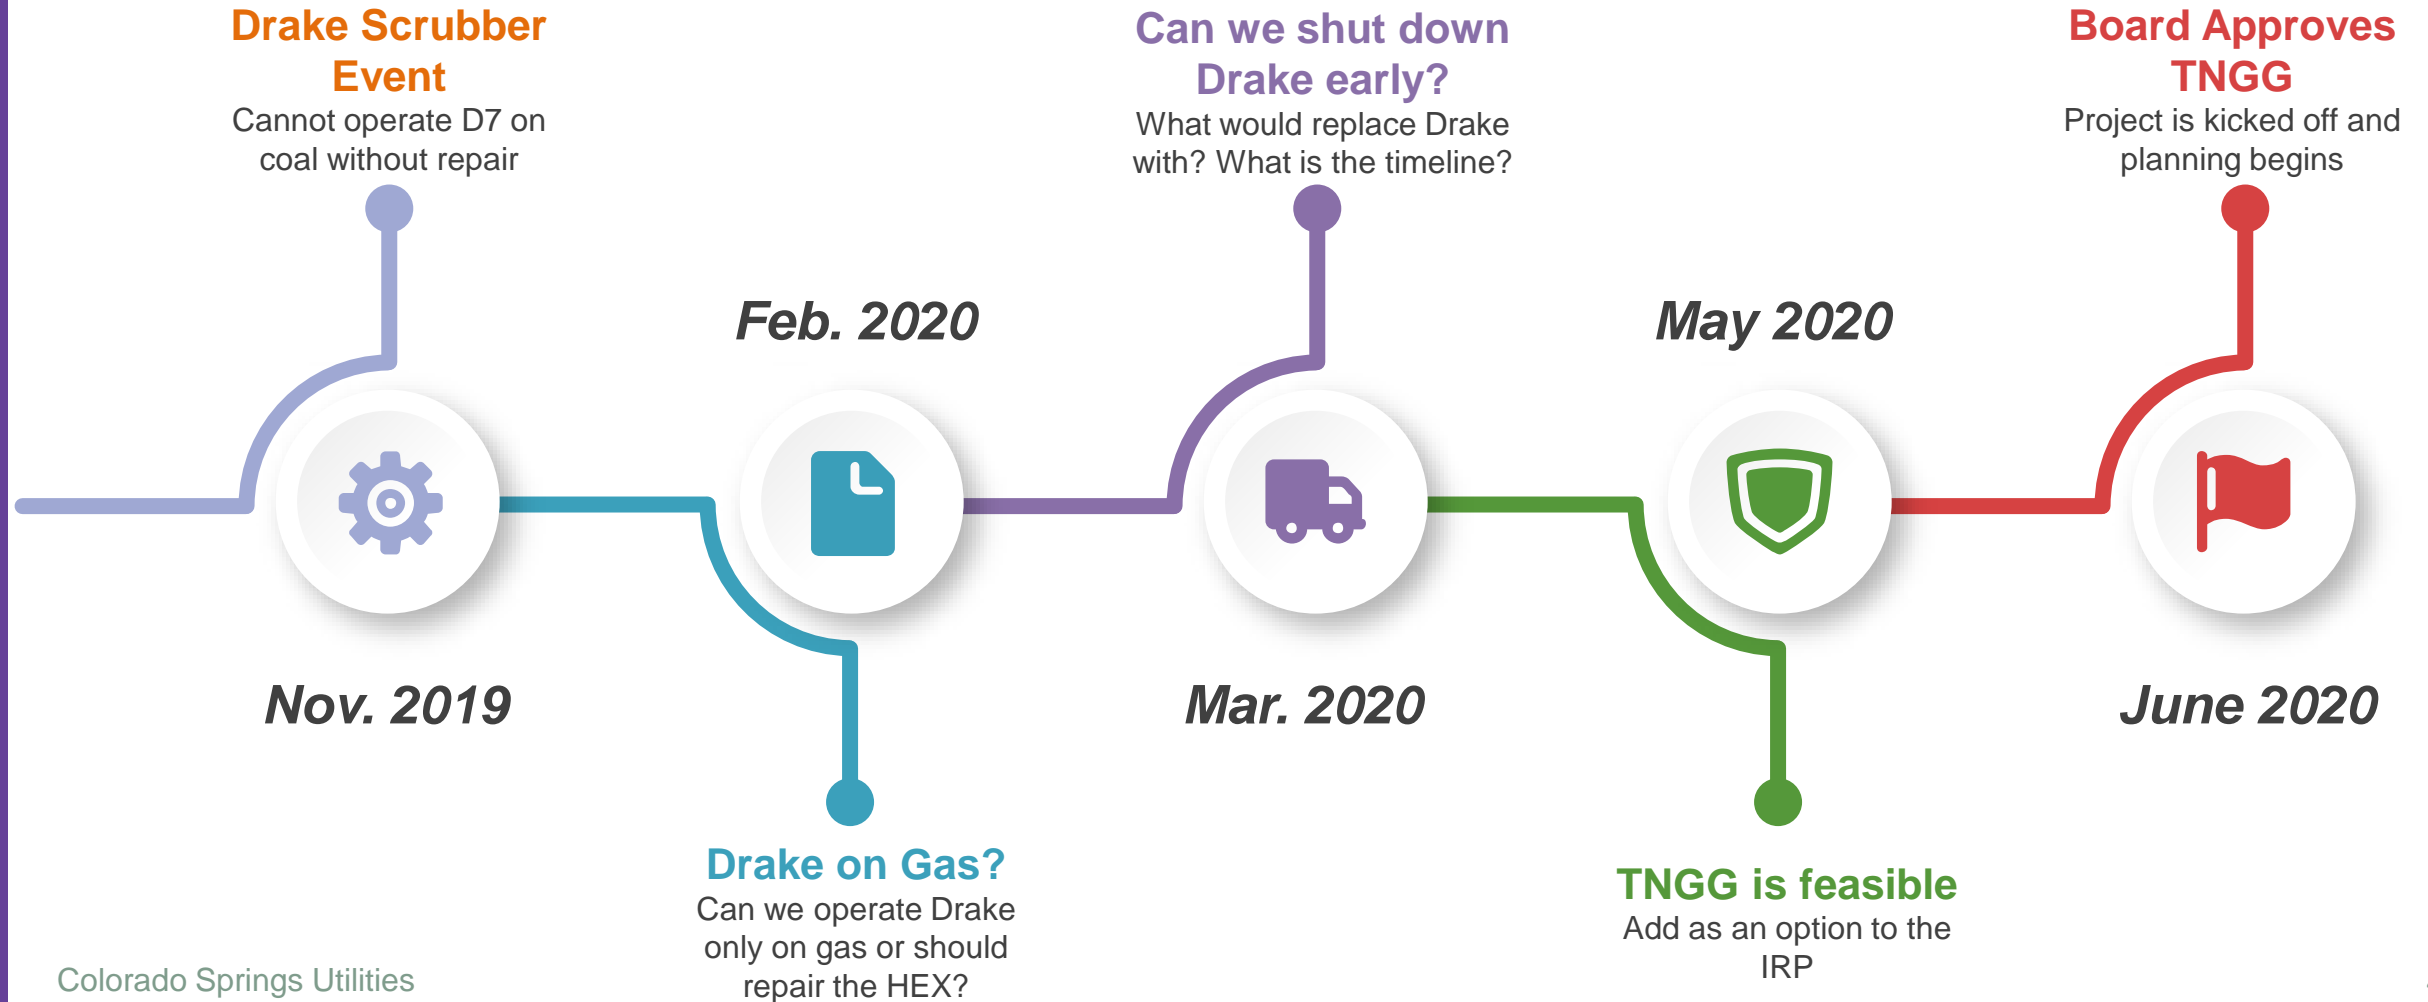 Drake Scrubber
Event
Cannot operate D7 on
coal without repair
Nov. 2019
Feb. 2020
Drake on Gas?
Can we operate Drake
only on gas or should
repair the HEX?
Can we shut down
Drake early?
What would replace Drake
with? What is the timeline?
Mar. 2020
May 2020
TNGG is feasible
Add as an option to the
IRP
Board Approves
TNGG
Project is kicked off and
planning begins
June 2020
Colorado Springs Utilities